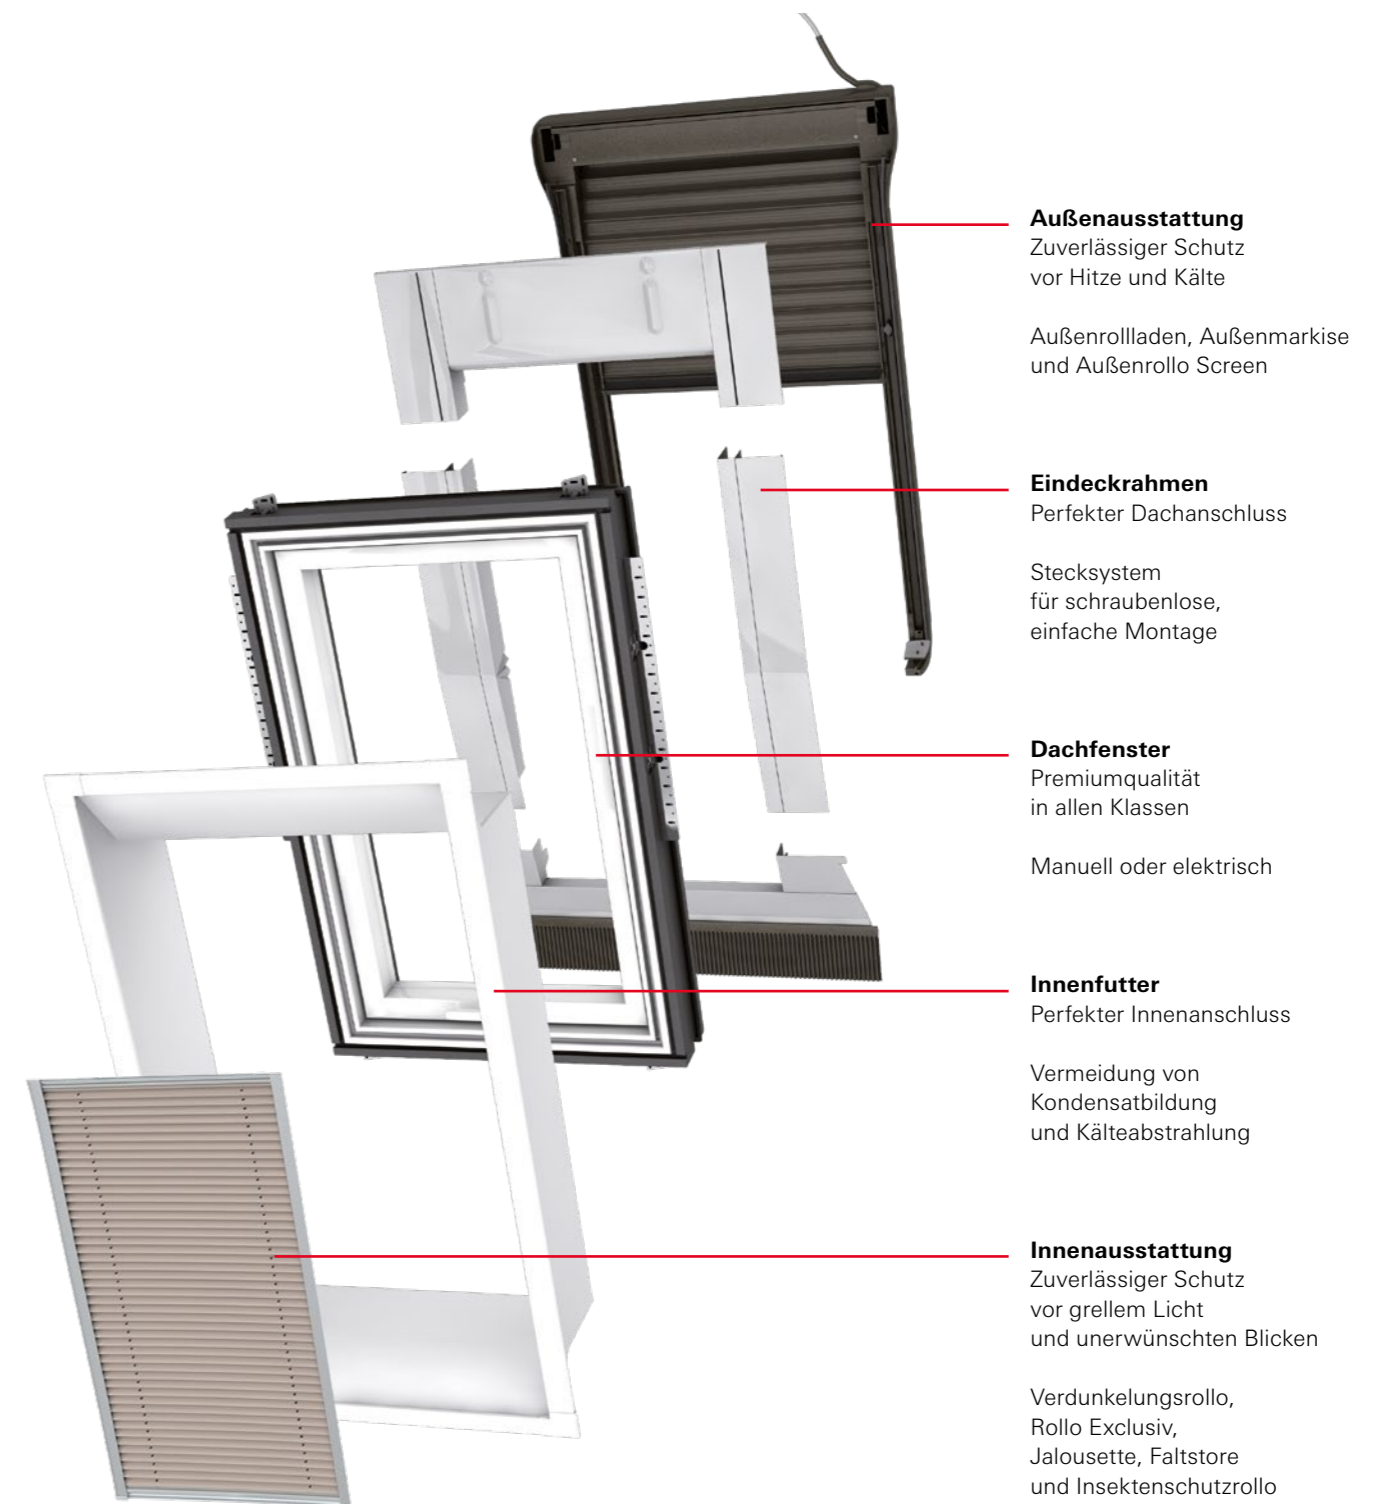 Außenausstattung
Zuverlässiger Schutz
vor Hitze und Kälte
Außenrollladen, Außenmarkise
und Außenrollo Screen
Eindeckrahmen
Perfekter Dachanschluss
Stecksystem
für schraubenlose,
einfache Montage
Dachfenster
Premiumqualität
in allen Klassen
Manuell oder elektrisch
Innenfutter
Perfekter Innenanschluss
Vermeidung von
Kondensatbildung
und Kälteabstrahlung
Innenausstattung
Zuverlässiger Schutz
vor grellem Licht
und unerwünschten Blicken
Verdunkelungsrollo,
Rollo Exclusiv,
Jalousette, Faltstore
und Insektenschutzrollo